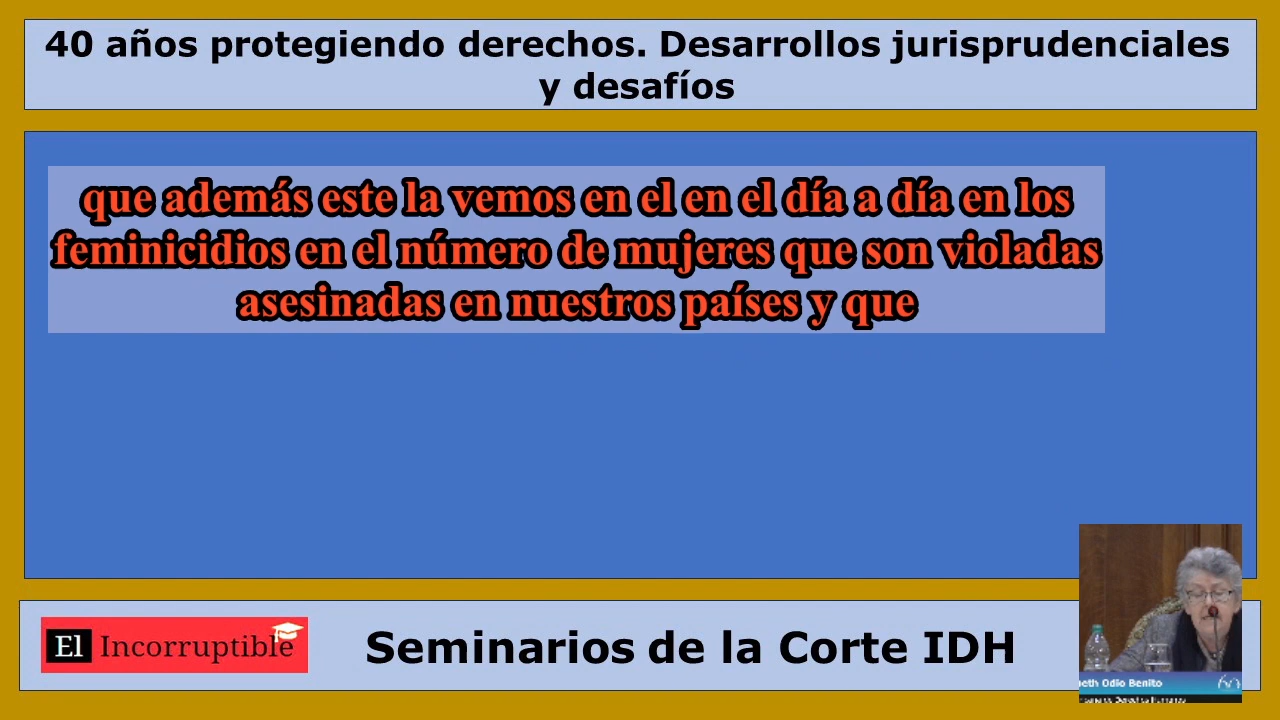 40 años protegiendo derechos. Desarrollos jurisprudenciales
y desafíos
que además este la vemos en el en el día a día en los
feminicidios en el número de mujeres que son violadas
asesinadas en nuestros países y que
El Incorruptible
Seminarios de la Corte IDH
Odio Benito